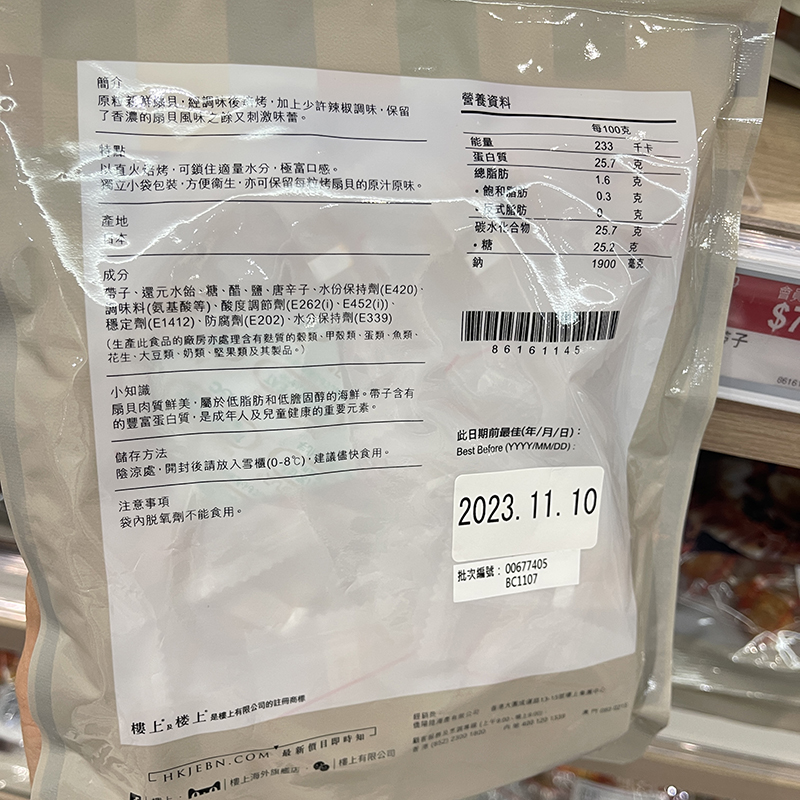 簡介
原粒新鮮扇貝，經調味後焙烤，加上少許辣椒調味，保留
了香濃的扇貝風味之餘又刺激味蕾。
特點
以直火焙烤，可鎖住適量水分，極富口感。
獨立小袋包裝，方便衛生，亦可保留每粒烤扇貝的原汁原味。
產地
日本
成分
帶子、還元水飴、糖、醋、鹽、唐辛子、水份保持劑(E420)、
調味料(氨基酸等)、酸度調節劑(E262(i)、E452(i))、
穩定劑(E1412)、防腐劑(E202)、水分保持劑(E339)
(生產此食品的廠房亦處理含有麩質的穀類、甲殼類、蛋類、魚類、
花生、大豆類、奶類、堅果類及其製品。)
小知識
扇貝肉質鮮美，屬於低脂肪和低膽固醇的海鮮。帶子含有
的豐富蛋白質，是成年人及兒童健康的重要元素。
儲存方法
陰涼處，開封後請放入雪櫃(0-8℃)，建議儘快食用。
注意事項
袋內脫氧劑不能食用。
營養資料
每100克
能量 233 千卡
蛋白質 25.7 克
總脂肪 1.6 克
•飽和脂肪 0.3 克
•反式脂肪 0 克
碳水化合物 25.7 克
•糖 25.2 克
鈉 1900 毫克
86161145
此日期前最佳(年/月/日)：
Best Before (YYYY/MM/DD)：
2023.11.10
批次編號： 00677405
BC1107
樓上及楼上是樓上有限公司的註冊商標
HKJEBN.COM 最新價目即時知
樓上海外旗艦店
樓上有限公司
$7